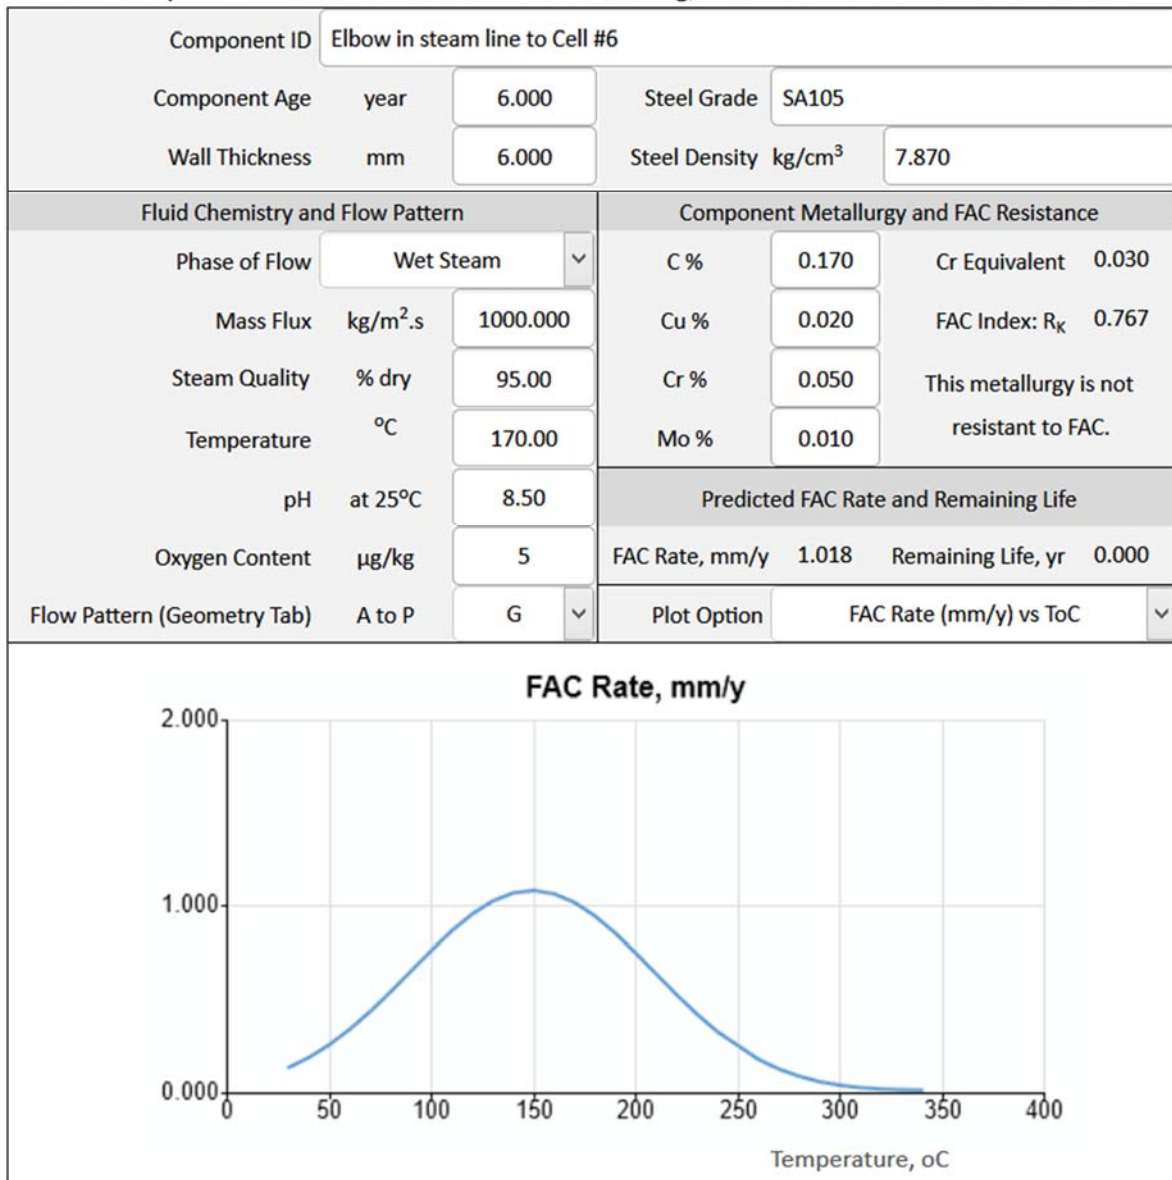 Component ID Elbow in steam line to Cell #6
Component Age year 6.000 Steel Grade SA105
Wall Thickness mm 6.000 Steel Density kg/cm³ 7.870
Fluid Chemistry and Flow Pattern Component Metallurgy and FAC Resistance
Phase of Flow Wet Steam C % 0.170 Cr Equivalent 0.030
Mass Flux kg/m².s 1000.000 Cu % 0.020 FAC Index: Rₖ 0.767
Steam Quality % dry 95.00 Cr % 0.050 This metallurgy is not
Temperature °C 170.00 Mo % 0.010 resistant to FAC.
pH at 25°C 8.50 Predicted FAC Rate and Remaining Life
Oxygen Content µg/kg 5 FAC Rate, mm/y 1.018 Remaining Life, yr 0.000
Flow Pattern (Geometry Tab) A to P G Plot Option FAC Rate (mm/y) vs ToC
FAC Rate, mm/y
2.000
1.000
0.000
0 50 100 150 200 250 300 350 400
Temperature, oC